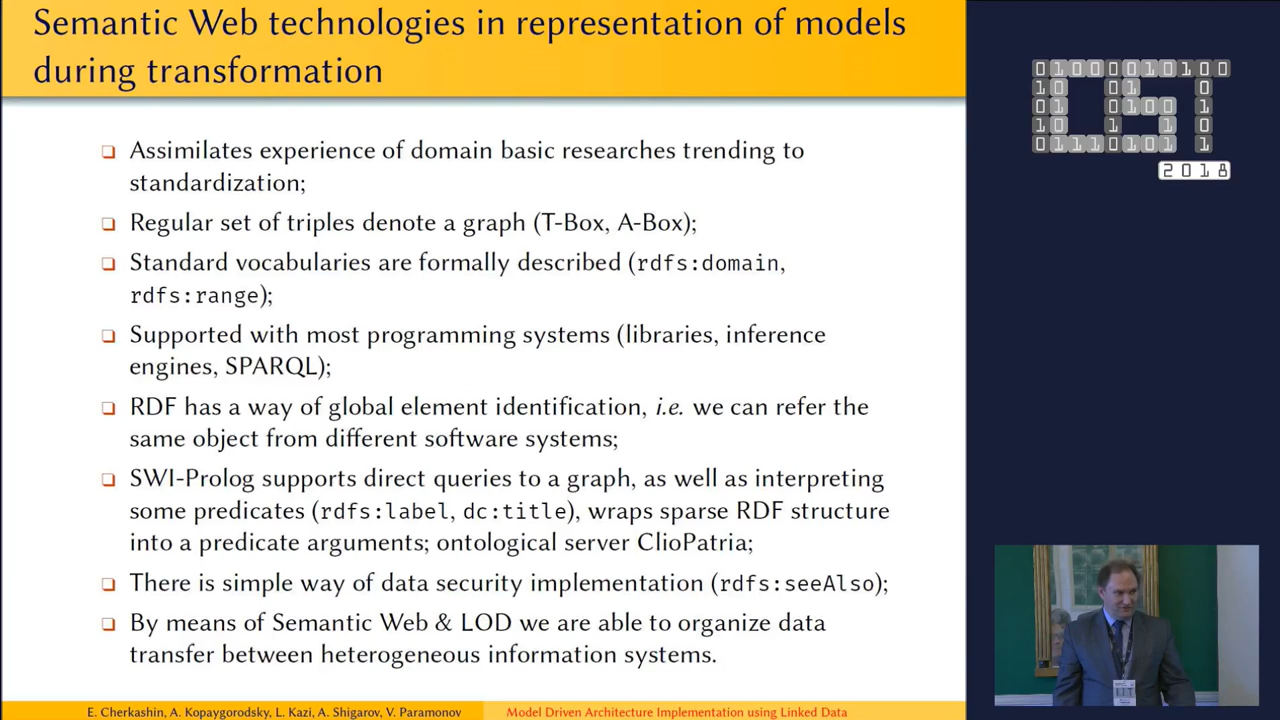 Semantic Web technologies in representation of models
during transformation
Assimilates experience of domain basic researches trending to
standardization;
Regular set of triples denote a graph (T-Box, A-Box);
Standard vocabularies are formally described (rdfs:domain,
rdfs:range);
Supported with most programming systems (libraries, inference
engines, SPARQL);
RDF has a way of global element identification, i.e. we can refer the
same object from different software systems;
SWI-Prolog supports direct queries to a graph, as well as interpreting
some predicates (rdfs:label, dc:title), wraps sparse RDF structure
into a predicate arguments; ontological server ClioPatria;
There is simple way of data security implementation (rdfs:seeAlso);
By means of Semantic Web & LOD we are able to organize data
transfer between heterogeneous information systems.
E. Cherkashin, A. Kopaygorodsky, L. Kazi, A. Shigarov, V. Paramonov
Model Driven Architecture Implementation using Linked Data
2018